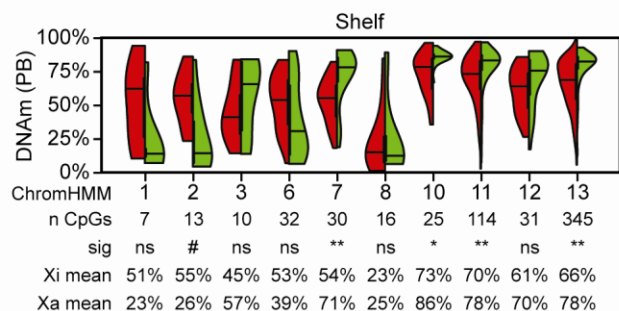 Shelf
100%
75%
50%
25%
0%
DNAm (PB)
ChromHMM 1 2 3 6 7 8 10 11 12 13
n CpGs 7 13 10 32 30 16 25 114 31 345
sig ns # ns ns ** ns * ** ns **
Xi mean 51% 55% 45% 53% 54% 23% 73% 70% 61% 66%
Xa mean 23% 26% 57% 39% 71% 25% 86% 78% 70% 78%